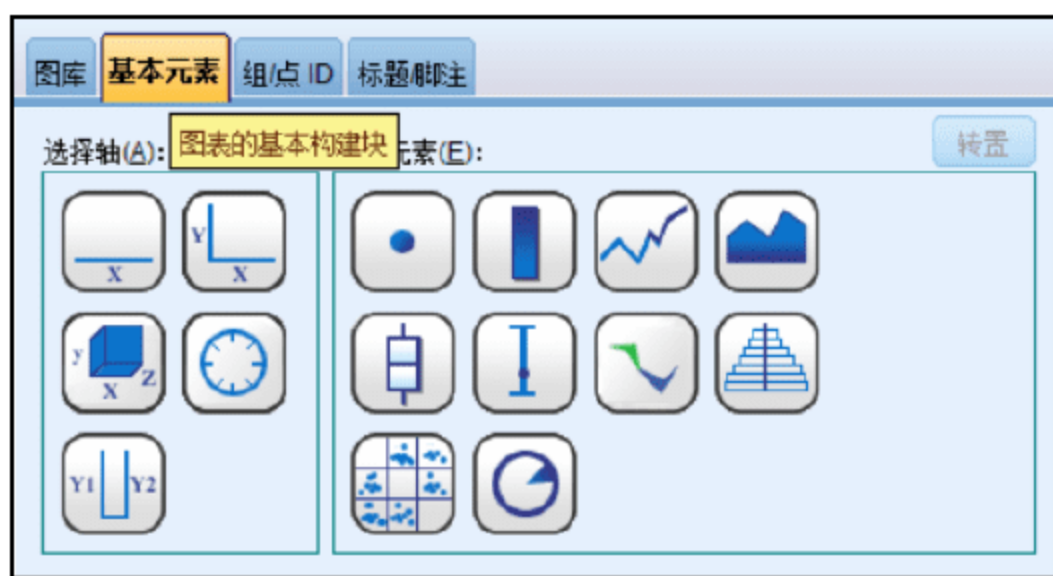 图库 基本元素 组/点 ID 标题/脚注
选择轴(A): 图表的基本构建块 元素(E): 转置
X Y X
y X Z
Y1 Y2